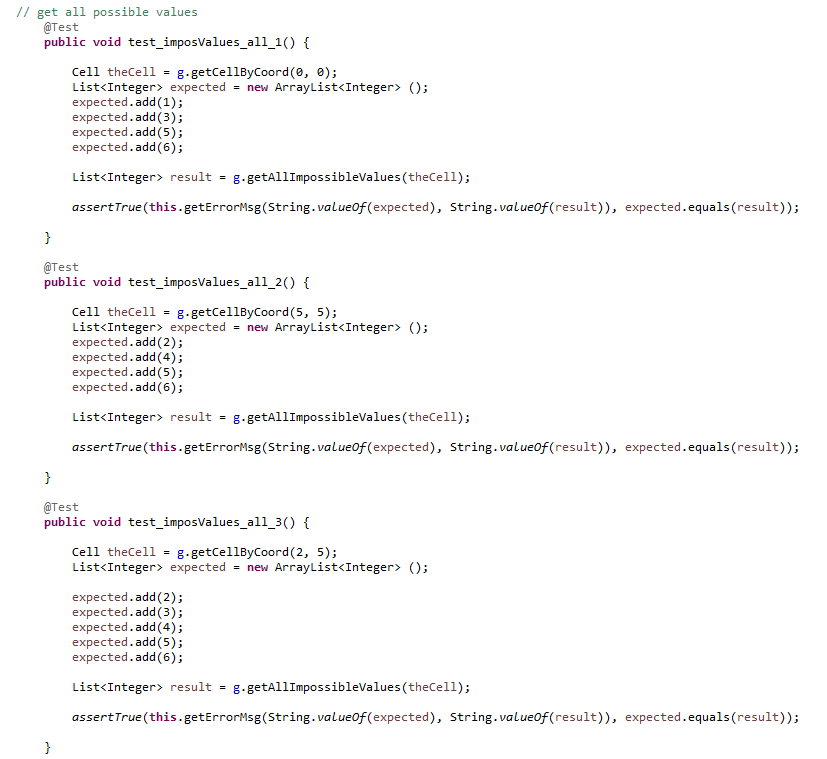 // get all possible values
@Test
public void test_imposValues_all_1() {
Cell theCell = g.getCellByCoord(0, 0);
List<Integer> expected = new ArrayList<Integer> ();
expected.add(1);
expected.add(3);
expected.add(5);
expected.add(6);
List<Integer> result = g.getAllImpossibleValues(theCell);
assertTrue(this.getErrorMsg(String.valueOf(expected), String.valueOf(result)), expected.equals(result));
}
@Test
public void test_imposValues_all_2() {
Cell theCell = g.getCellByCoord(5, 5);
List<Integer> expected = new ArrayList<Integer> ();
expected.add(2);
expected.add(4);
expected.add(5);
expected.add(6);
List<Integer> result = g.getAllImpossibleValues(theCell);
assertTrue(this.getErrorMsg(String.valueOf(expected), String.valueOf(result)), expected.equals(result));
}
@Test
public void test_imposValues_all_3() {
Cell theCell = g.getCellByCoord(2, 5);
List<Integer> expected = new ArrayList<Integer> ();
expected.add(2);
expected.add(3);
expected.add(4);
expected.add(5);
expected.add(6);
List<Integer> result = g.getAllImpossibleValues(theCell);
assertTrue(this.getErrorMsg(String.valueOf(expected), String.valueOf(result)), expected.equals(result));
}